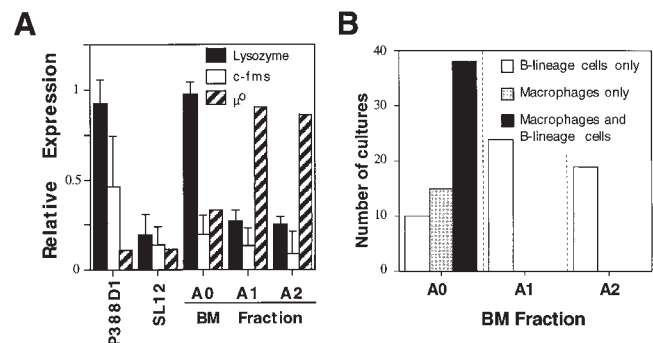 A
Relative Expression
1
0.5
0
Lysozyme
c-fms
µº
P388D1
SL12
A0
A1
A2
BM Fraction
B
Number of cultures
40
30
20
10
0
B-lineage cells only
Macrophages only
Macrophages and
B-lineage cells
A0
A1
A2
BM Fraction